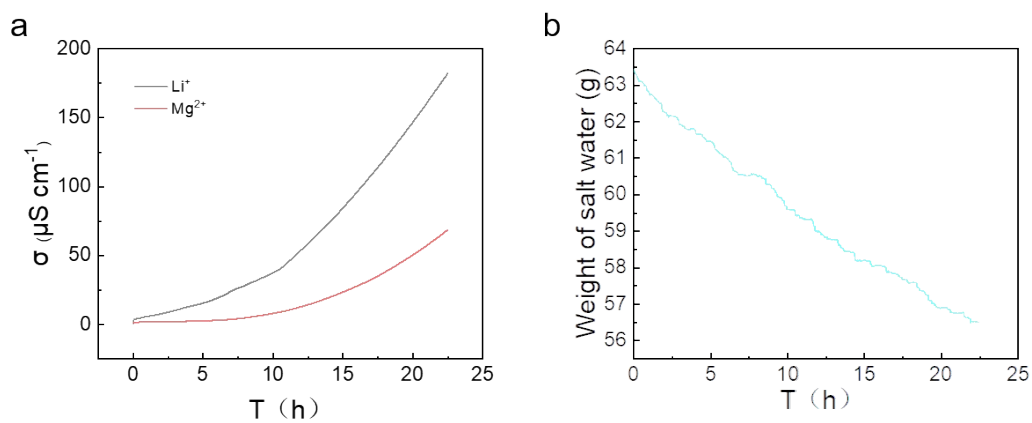 a
200
150
100
50
0
σ (μS cm⁻¹)
Li⁺
Mg²⁺
0 5 10 15 20 25
T (h)
b
64
63
62
61
60
59
58
57
56
Weight of salt water (g)
0 5 10 15 20 25
T (h)